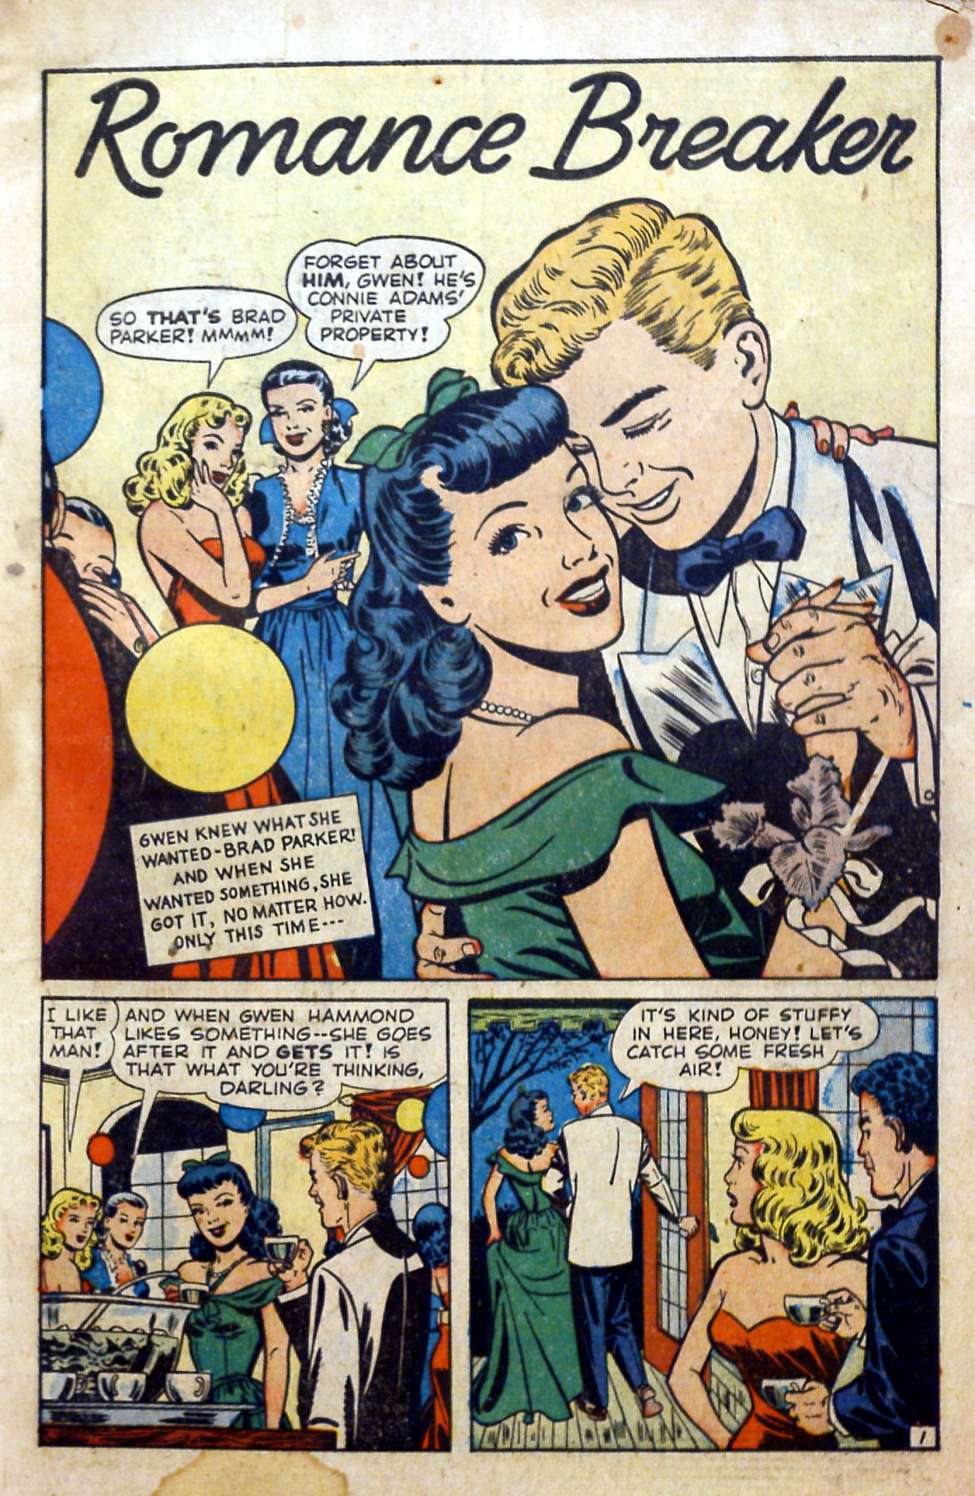 Romance Breaker
SO THAT'S BRAD
PARKER! MMMM!
FORGET ABOUT
HIM, GWEN! HE'S
CONNIE ADAMS'
PRIVATE
PROPERTY!
GWEN KNEW WHAT SHE
WANTED-BRAD PARKER!
AND WHEN SHE
WANTED SOMETHING, SHE
GOT IT, NO MATTER HOW.
ONLY THIS TIME---
I LIKE
THAT
MAN!
AND WHEN GWEN HAMMOND
LIKES SOMETHING--SHE GOES
AFTER IT AND GETS IT! IS
THAT WHAT YOU'RE THINKING,
DARLING?
IT'S KIND OF STUFFY
IN HERE, HONEY! LET'S
CATCH SOME FRESH
AIR!
1